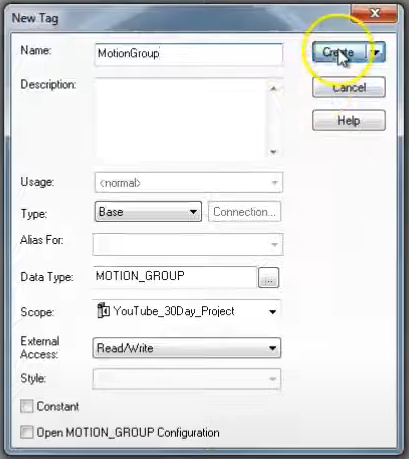 New Tag
Name: MotionGroup Create
Description: Cancel
Help
Usage: <normal>
Type: Base Connection...
Alias For:
Data Type: MOTION_GROUP ...
Scope: YouTube_30Day_Project
External
Access: Read/Write
Style:
Constant
Open MOTION_GROUP Configuration